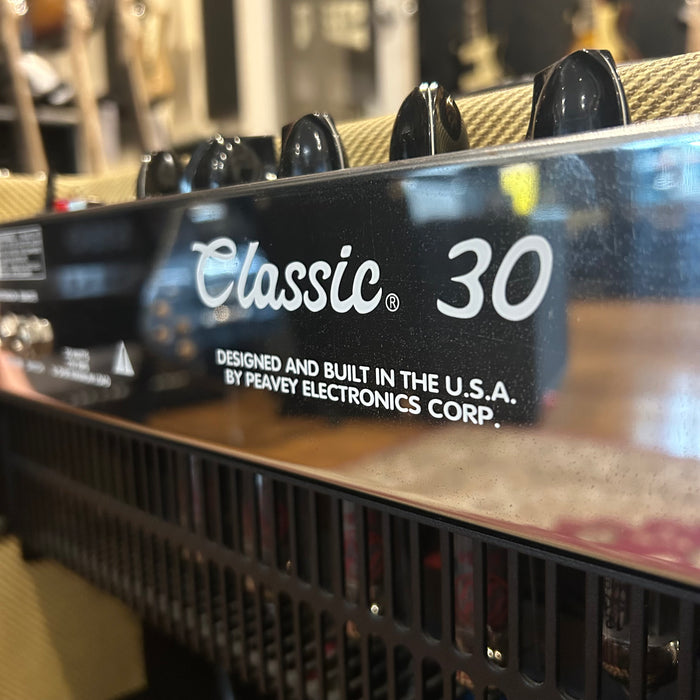 Classic® 30
DESIGNED AND BUILT IN THE U.S.A.
BY PEAVEY ELECTRONICS CORP.